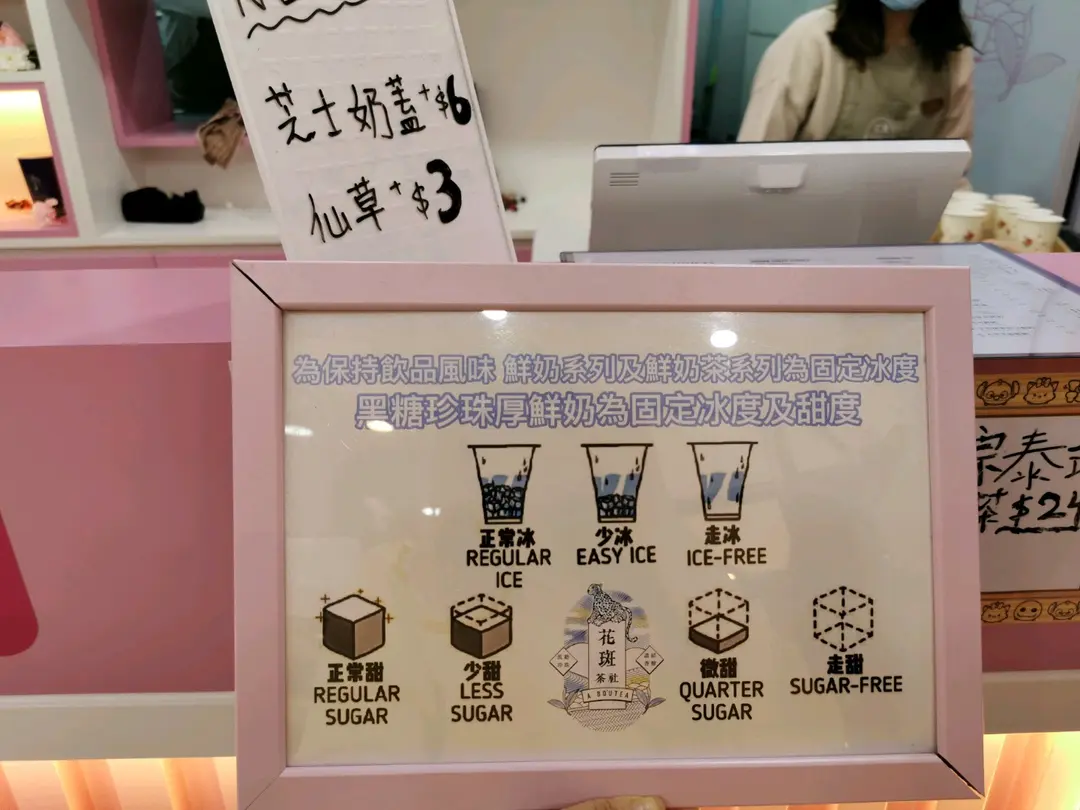 芝士奶蓋+$6
仙草+$3
為保持飲品風味 鮮奶系列及鮮奶茶系列為固定冰度
黑糖珍珠厚鮮奶為固定冰度及甜度
正常冰
REGULAR
ICE
少冰
EASY ICE
走冰
ICE-FREE
正常甜
REGULAR
SUGAR
少甜
LESS
SUGAR
花斑
茶社
A NOUTEA
微甜
QUARTER
SUGAR
走甜
SUGAR-FREE
泰
茶$24